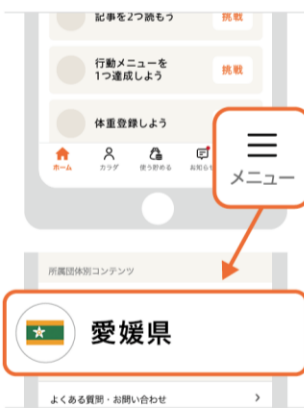 記事を2つ読もう
挑戦
行動メニューを
1つ達成しよう
挑戦
体重登録しよう
メニュー
ホーム
カラダ
使う貯める
お知らせ
所属団体別コンテンツ
愛媛県
よくある質問・お問い合わせ